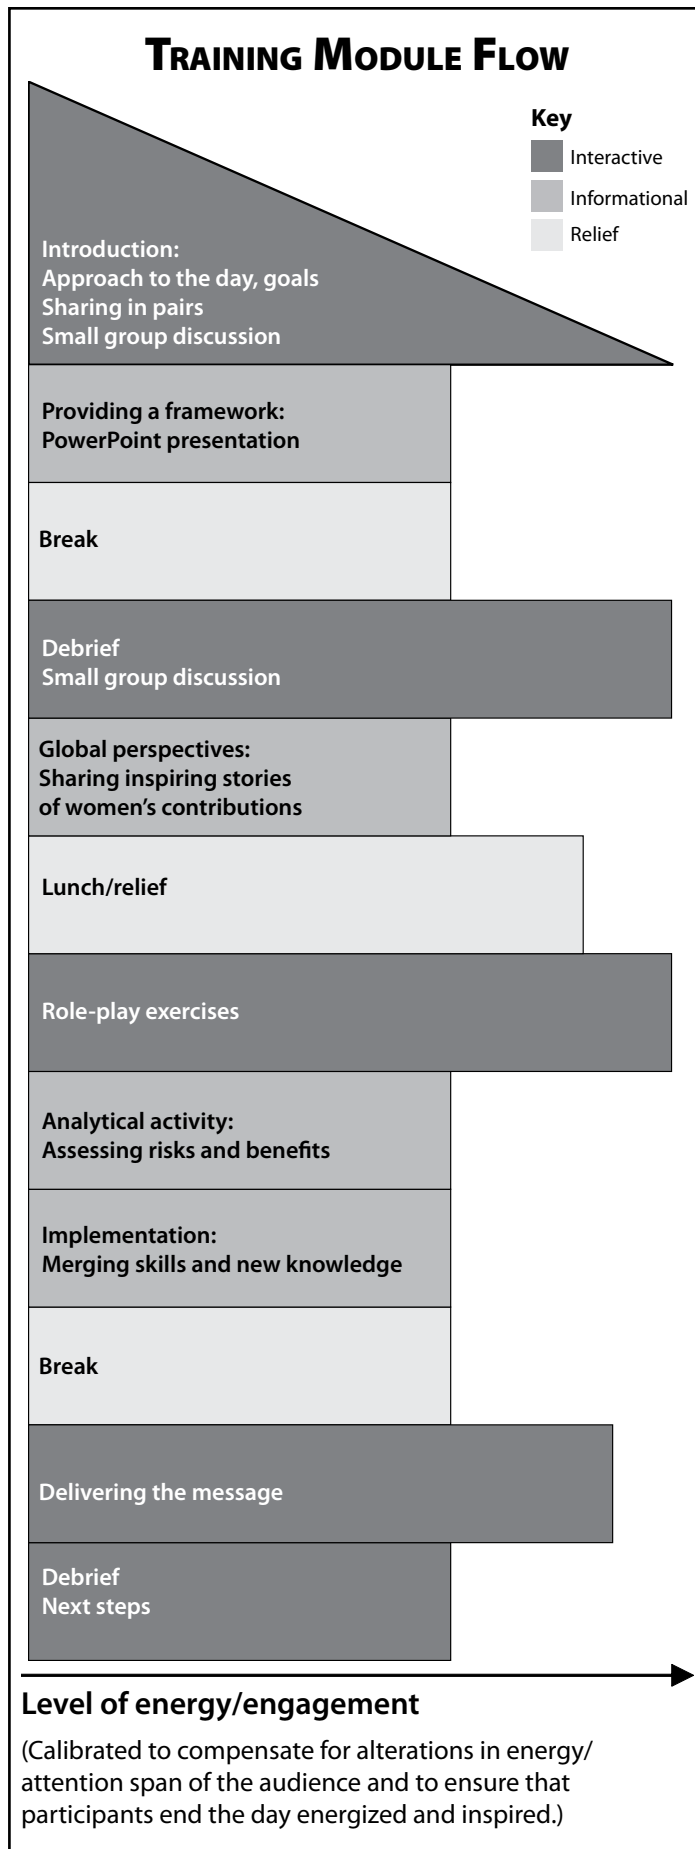 Training Module Flow
Key
Interactive
Informational
Relief
Introduction:
Approach to the day, goals
Sharing in pairs
Small group discussion
Providing a framework:
PowerPoint presentation
Break
Debrief
Small group discussion
Global perspectives:
Sharing inspiring stories
of women’s contributions
Lunch/relief
Role-play exercises
Analytical activity:
Assessing risks and benefits
Implementation:
Merging skills and new knowledge
Break
Delivering the message
Debrief
Next steps
Level of energy/engagement
(Calibrated to compensate for alterations in energy/
attention span of the audience and to ensure that
participants end the day energized and inspired.)